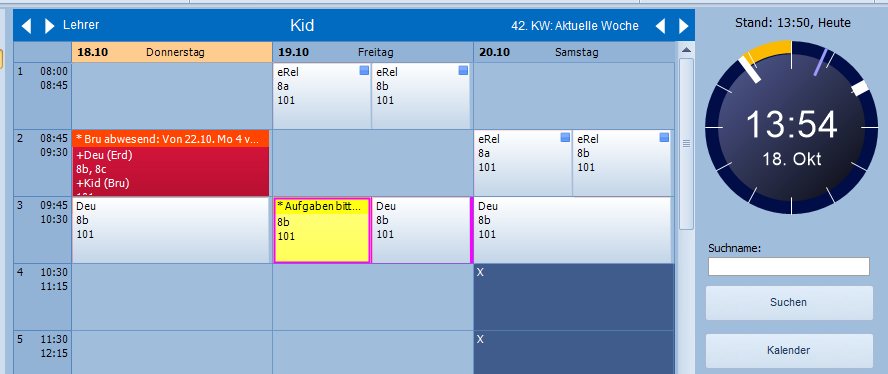 Lehrer
Kid
42. KW: Aktuelle Woche
Stand: 13:50, Heute
18.10 Donnerstag
19.10 Freitag
20.10 Samstag
1 08:00
08:45
eRel
8a
101
eRel
8b
101
2 08:45
09:30
* Bru abwesend: Von 22.10. Mo 4 v...
+Deu (Erd)
8b, 8c
+Kid (Bru)
eRel
8a
101
eRel
8b
101
3 09:45
10:30
Deu
8b
101
* Aufgaben bitt...
8b
101
Deu
8b
101
Deu
8b
101
4 10:30
11:15
X
5 11:30
12:15
X
13:54
18. Okt
Suchname:
Suchen
Kalender